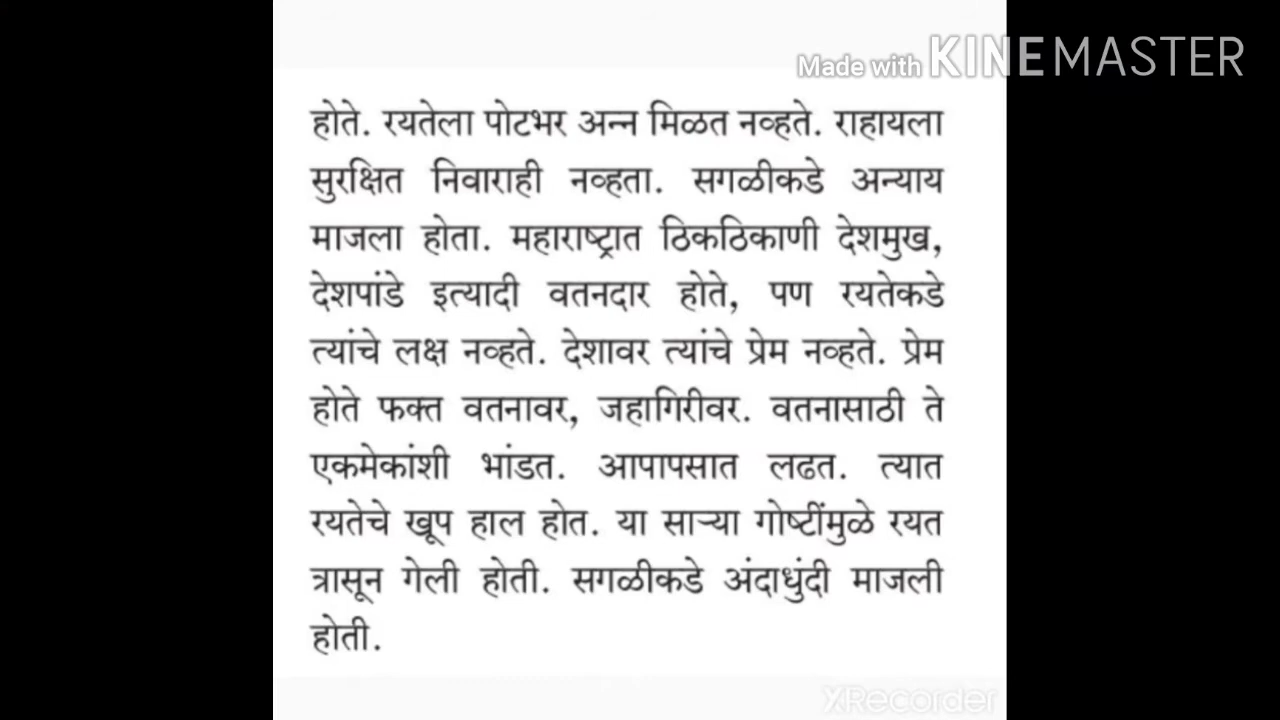 Made with KINEMASTER
होते. रयतेला पोटभर अन्न मिळत नव्हते. राहायला
सुरक्षित निवाराही नव्हता. सगळीकडे अन्याय
माजला होता. महाराष्ट्रात ठिकठिकाणी देशमुख,
देशपांडे इत्यादी वतनदार होते, पण रयतेकडे
त्यांचे लक्ष नव्हते. देशावर त्यांचे प्रेम नव्हते. प्रेम
होते फक्त वतनावर, जहागिरीवर. वतनासाठी ते
एकमेकांशी भांडत. आपापसात लढत. त्यात
रयतेचे खूप हाल होत. या साऱ्या गोष्टींमुळे रयत
त्रासून गेली होती. सगळीकडे अंदाधुंदी माजली
होती.
XRecorder